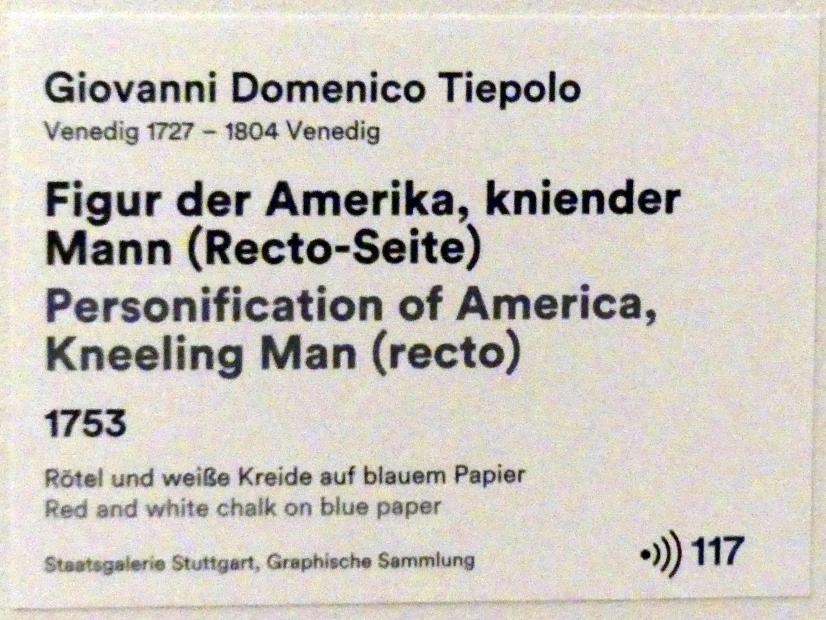 Giovanni Domenico Tiepolo
Venedig 1727 – 1804 Venedig
Figur der Amerika, kniender
Mann (Recto-Seite)
Personification of America,
Kneeling Man (recto)
1753
Rötel und weiße Kreide auf blauem Papier
Red and white chalk on blue paper
Staatsgalerie Stuttgart, Graphische Sammlung
117